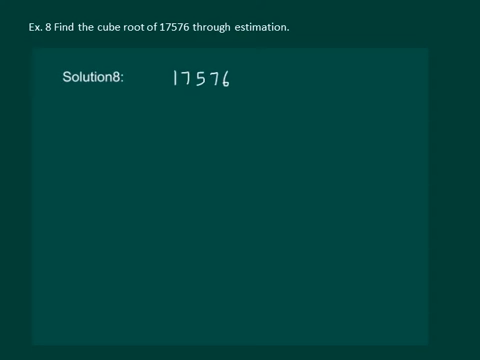 Ex. 8 Find the cube root of 17576 through estimation.
Solution8: 17576